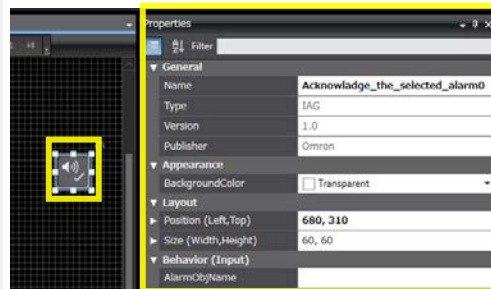 Properties
Filter
General
Name Acknowladge_the_selected_alarm0
Type IAG
Version 1.0
Publisher Omron
Appearance
BackgroundColor Transparent
Layout
Position (Left,Top) 680, 310
Size (Width,Height) 60, 60
Behavior (Input)
AlarmObjName